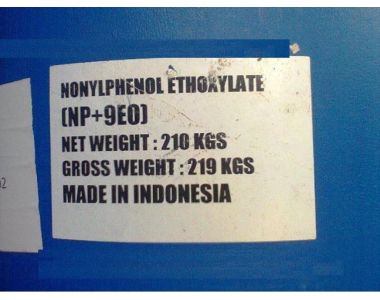 NONYLPHENOL ETHOXYLATE
(NP+9EO)
NET WEIGHT : 210 KGS
GROSS WEIGHT : 219 KGS
MADE IN INDONESIA